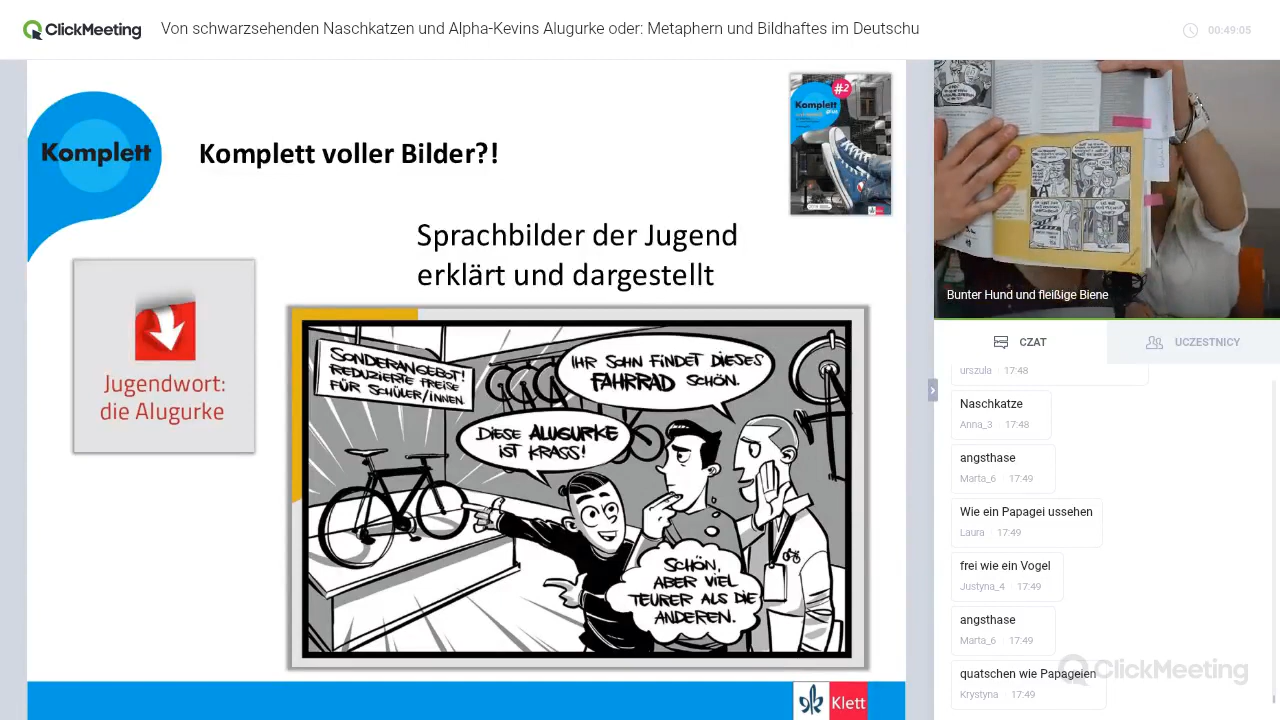 ClickMeeting
Von schwarzsehenden Naschkatzen und Alpha-Kevins Alugurke oder: Metaphern und Bildhaftes im Deutschu
00:49:05
Komplett
Komplett voller Bilder?!
#2
Komplett
plus
Sprachbilder der Jugend
erklärt und dargestellt
Jugendwort:
die Alugurke
SONDERANGEBOT!
REDUZIERTE PREISE
FÜR SCHÜLER/INNEN.
IHR SOHN FINDET DIESES
FAHRRAD SCHÖN.
DIESE ALUGURKE
IST KRASS!
SCHÖN,
ABER VIEL
TEURER ALS DIE
ANDEREN.
Klett
Bunter Hund und fleißige Biene
CZAT
UCZESTNICY
urszula · 17:48
Naschkatze
Anna_3 · 17:48
angsthase
Marta_6 · 17:49
Wie ein Papagei ussehen
Laura · 17:49
frei wie ein Vogel
Justyna_4 · 17:49
angsthase
Marta_6 · 17:49
quatschen wie Papageien
Krystyna · 17:49
ClickMeeting